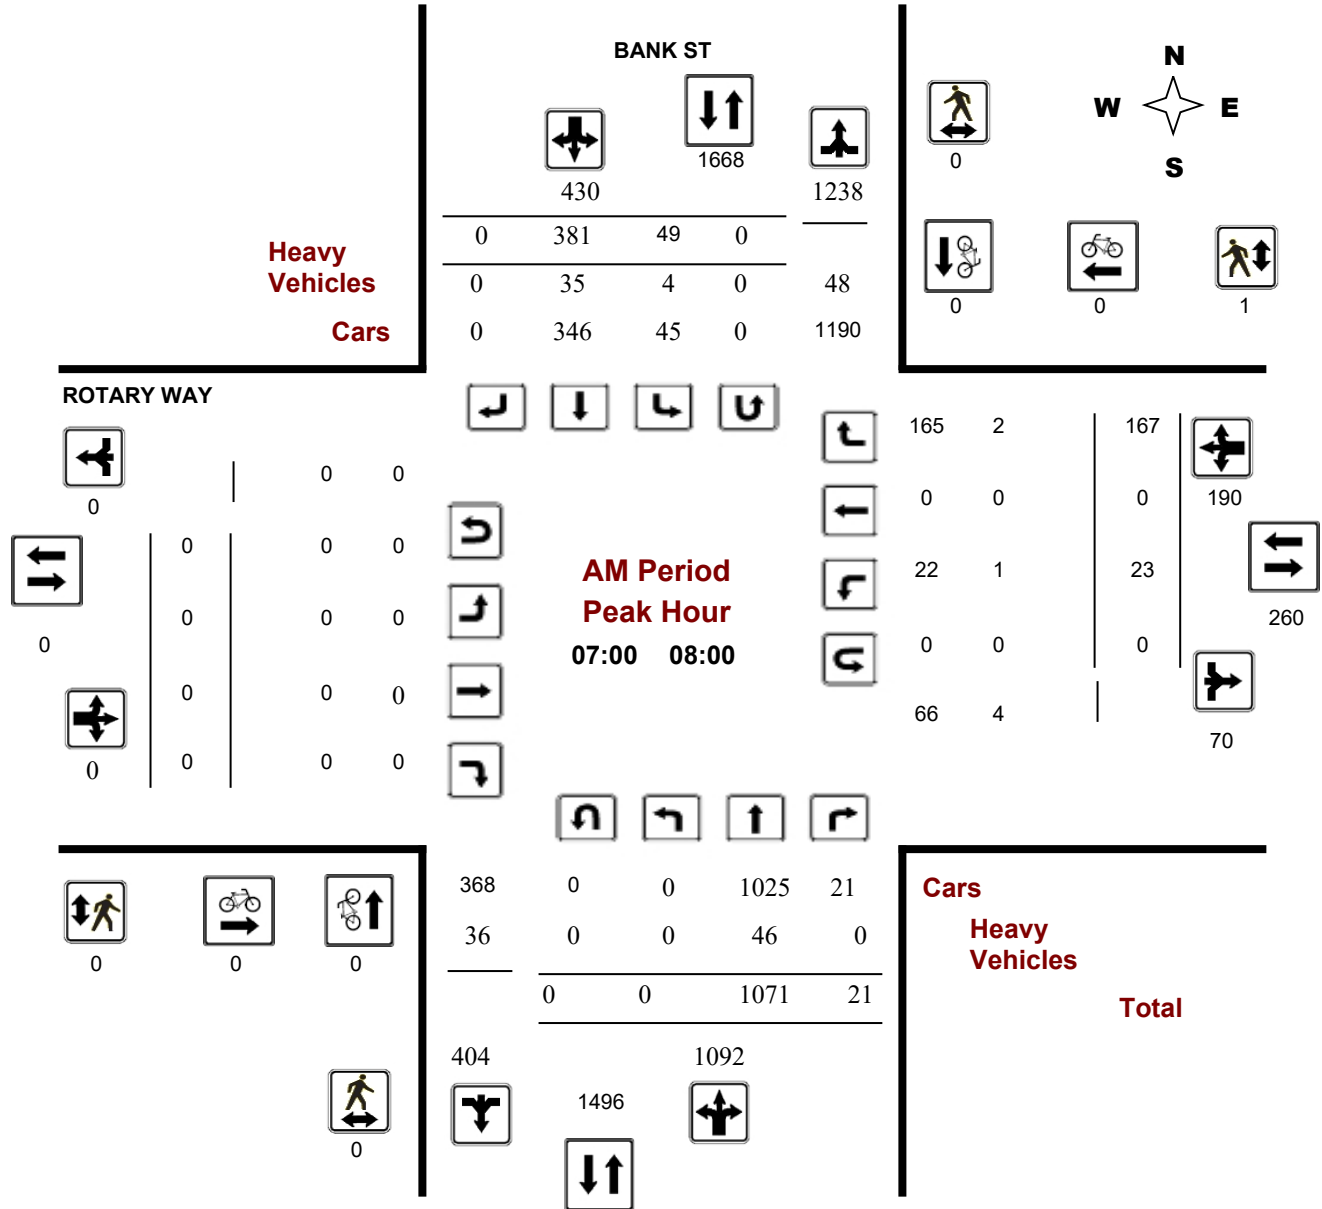 BANK ST
N
W E
S
1668
0
430 1238
0 381 49 0
Heavy
Vehicles
0 35 4 0 48
0 0 1
Cars
0 346 45 0 1190
ROTARY WAY
165 2 167
0 0
0
0 0 0
190
0 0 0
AM Period
22 1 23
Peak Hour
0 0 0
260
0
07:00 08:00
0 0 0
0 0 0
66 4
70
0
0 0 0
368 0 0 1025 21
Cars
36 0 0 46 0
Heavy
Vehicles
0 0 0
0 0 1071 21
Total
404 1092
1496
0